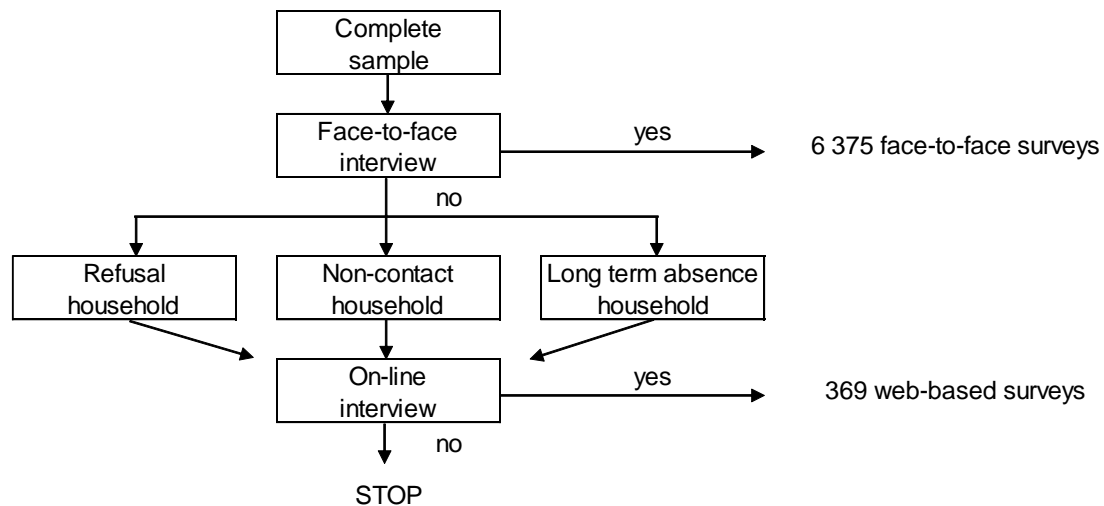 Complete
sample
Face-to-face
interview
yes
6 375 face-to-face surveys
no
Refusal
household
Non-contact
household
Long term absence
household
On-line
interview
yes
369 web-based surveys
no
STOP